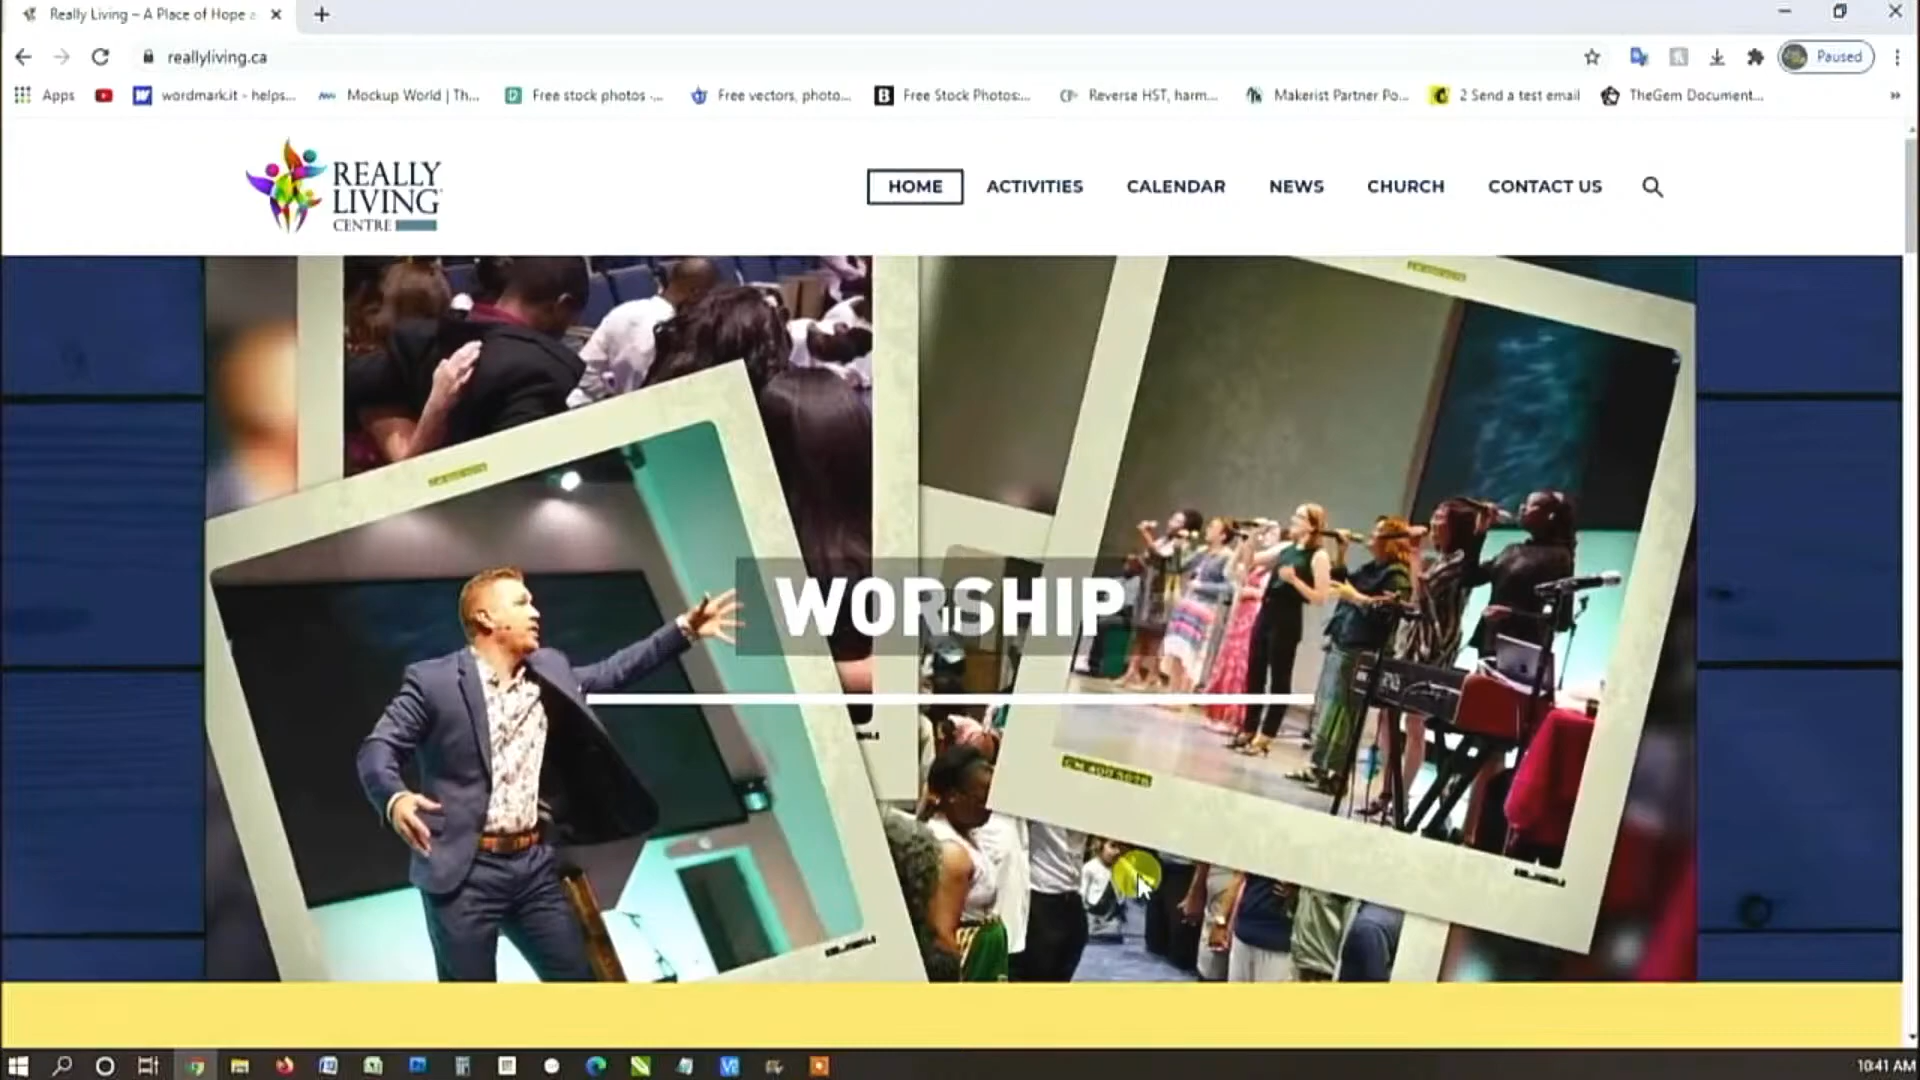 Really Living – A Place of Hope a
reallyliving.ca
Paused
Apps
wordmark.it - helps...
Mockup World | Th...
Free stock photos -...
Free vectors, photo...
Free Stock Photos:...
Reverse HST, harm...
Makerist Partner Po...
2 Send a test email
TheGem Document...
REALLY
LIVING
CENTRE
HOME
ACTIVITIES
CALENDAR
NEWS
CHURCH
CONTACT US
WORSHIP
10:41 AM